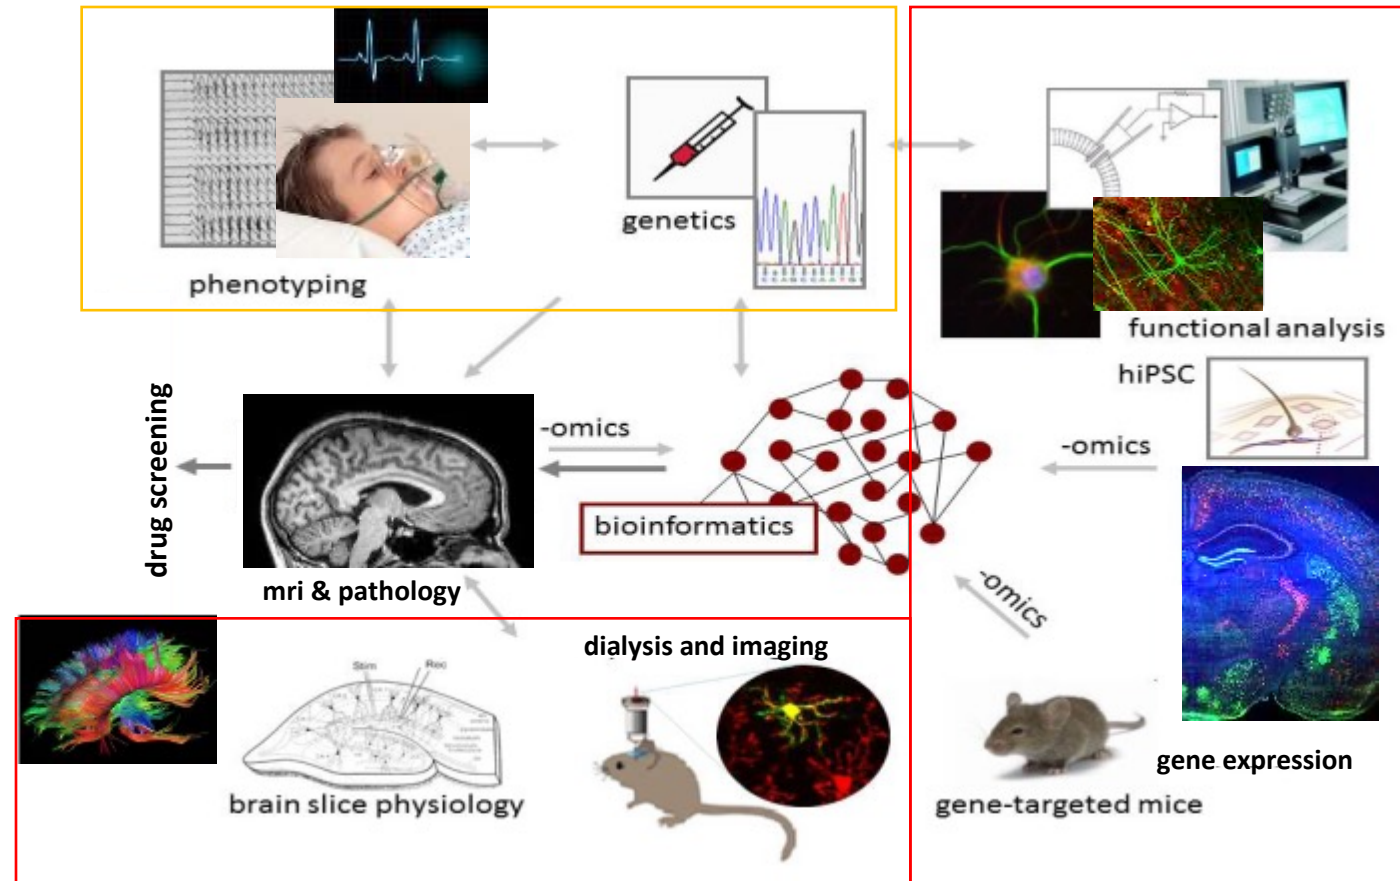 phenotyping
genetics
functional analysis
hiPSC
drug screening
-omics
-omics
bioinformatics
mri & pathology
-omics
dialysis and imaging
Stim
Rec
brain slice physiology
gene-targeted mice
gene expression